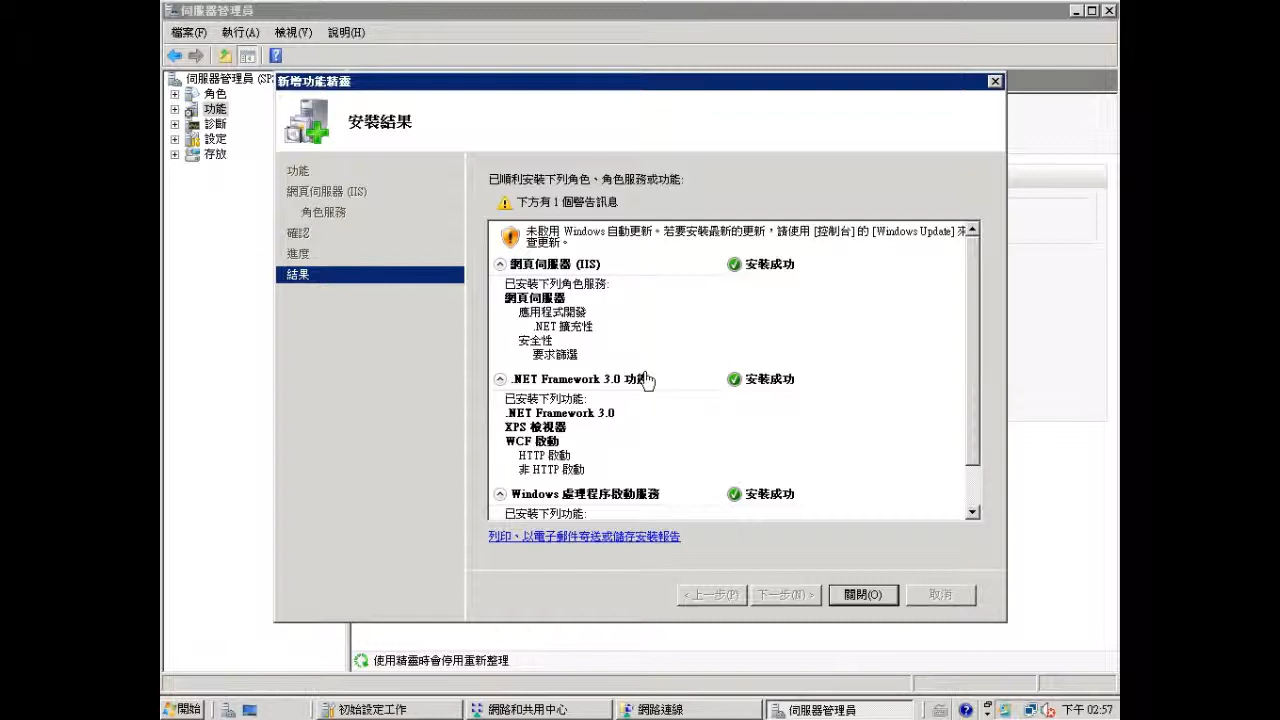 伺服器管理員
檔案(F) 執行(A) 檢視(V) 說明(H)
伺服器管理員 (SP
角色
功能
診斷
設定
存放
新增功能精靈
安裝結果
功能
網頁伺服器 (IIS)
角色服務
確認
進度
結果
已順利安裝下列角色、角色服務或功能:
下方有 1 個警告訊息
未啟用 Windows 自動更新。若要安裝最新的更新，請使用 [控制台] 的 [Windows Update]
查更新。
網頁伺服器 (IIS) 安裝成功
已安裝下列角色服務:
網頁伺服器
應用程式開發
.NET 擴充性
安全性
要求篩選
.NET Framework 3.0 功能 安裝成功
已安裝下列功能:
.NET Framework 3.0
XPS 檢視器
WCF 啟動
HTTP 啟動
非 HTTP 啟動
Windows 處理程序啟動服務 安裝成功
已安裝下列功能:
列印、以電子郵件寄送或儲存安裝報告
< 上一步(P) 下一步(N) > 關閉(O) 取消
使用精靈時會停用重新整理
開始 初始設定工作 網路和共用中心 網路連線 伺服器管理員 下午 02:57